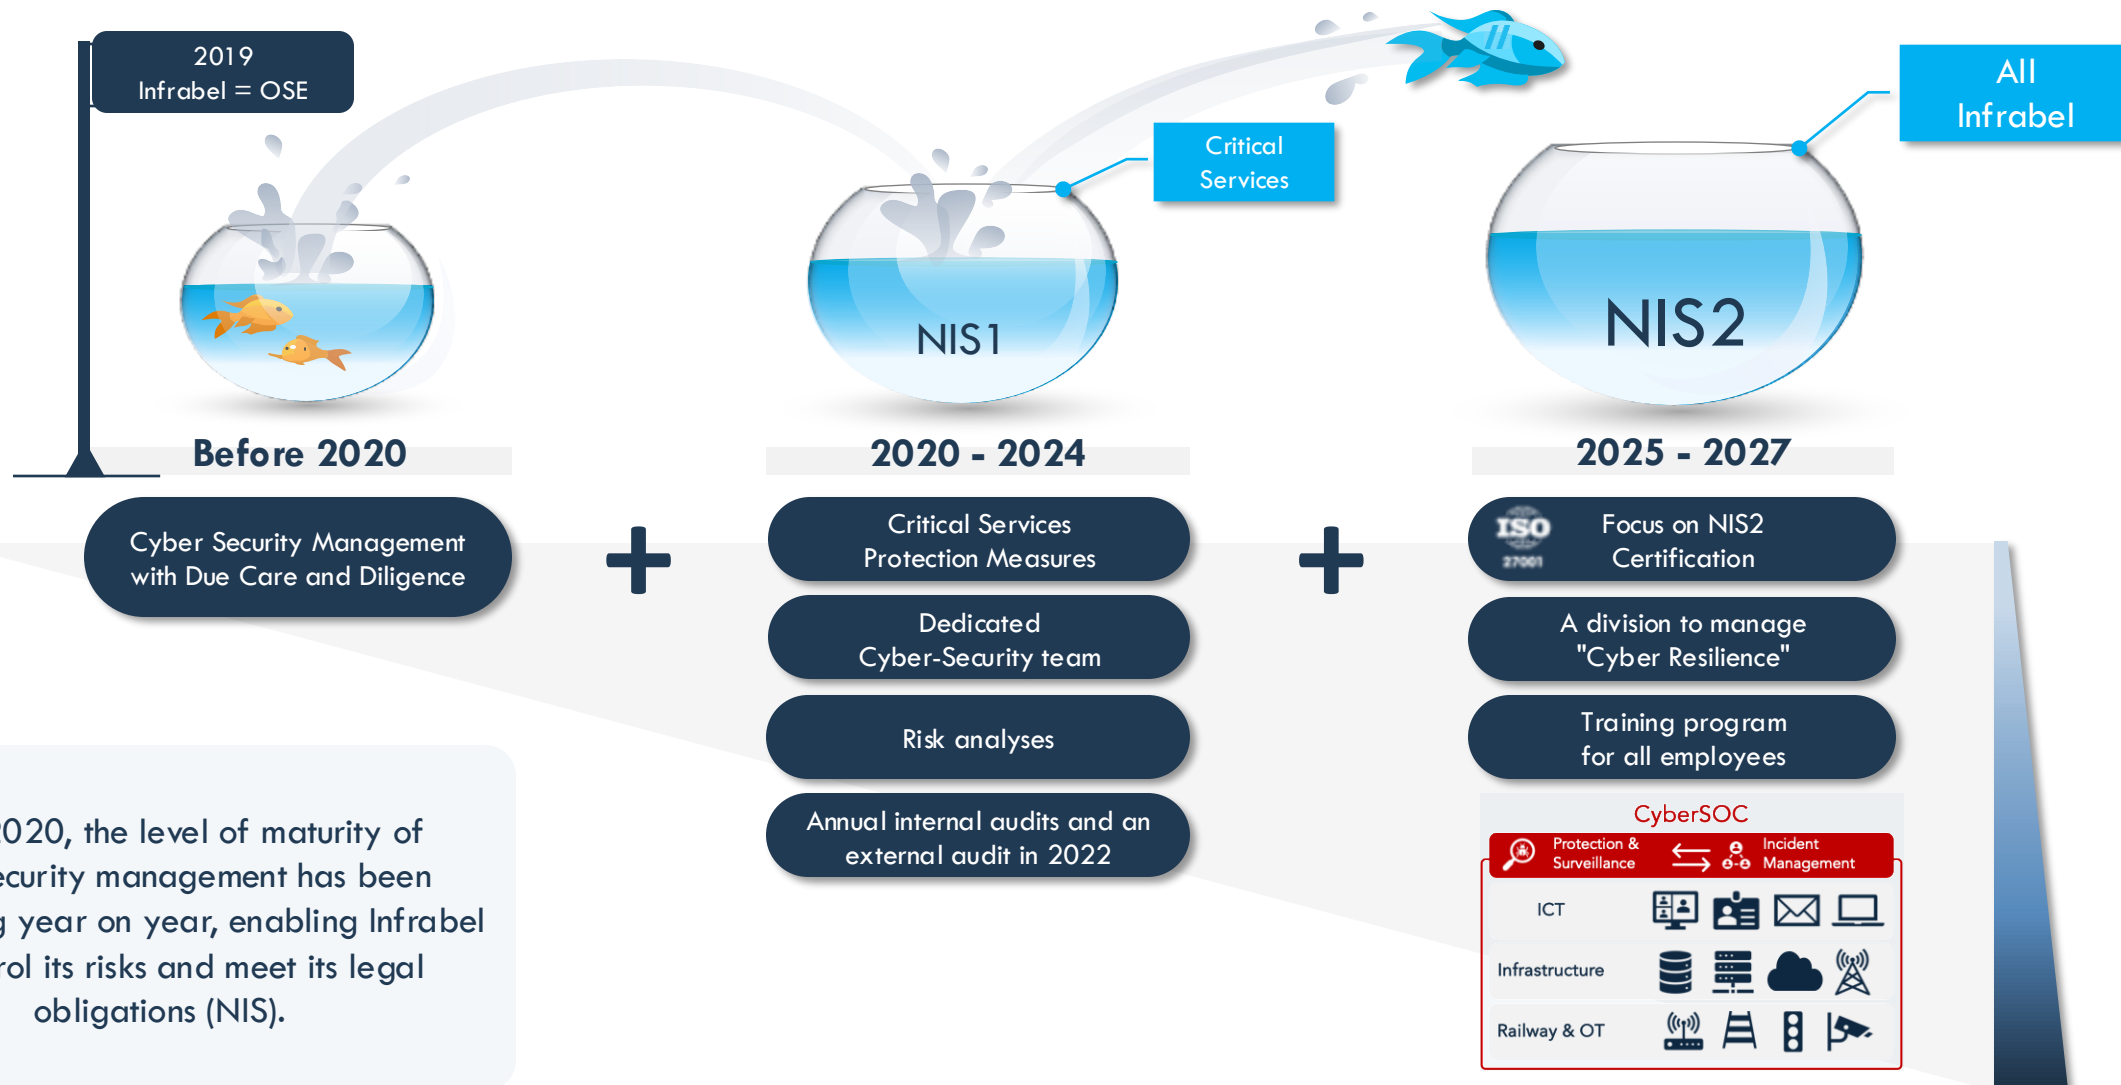 2019
Infrabel = OSE
Critical
Services
All
Infrabel
NIS1
NIS2
Before 2020
2020 - 2024
2025 - 2027
Cyber Security Management
with Due Care and Diligence
+
Critical Services
Protection Measures
Dedicated
Cyber-Security team
Risk analyses
Annual internal audits and an
external audit in 2022
+
ISO
27001
Focus on NIS2
Certification
A division to manage
"Cyber Resilience"
Training program
for all employees
CyberSOC
Protection &
Surveillance
Incident
Management
ICT
Infrastructure
Railway & OT
2020, the level of maturity of
management has been
year on year, enabling Infrabel
its risks and meet its legal
obligations (NIS).